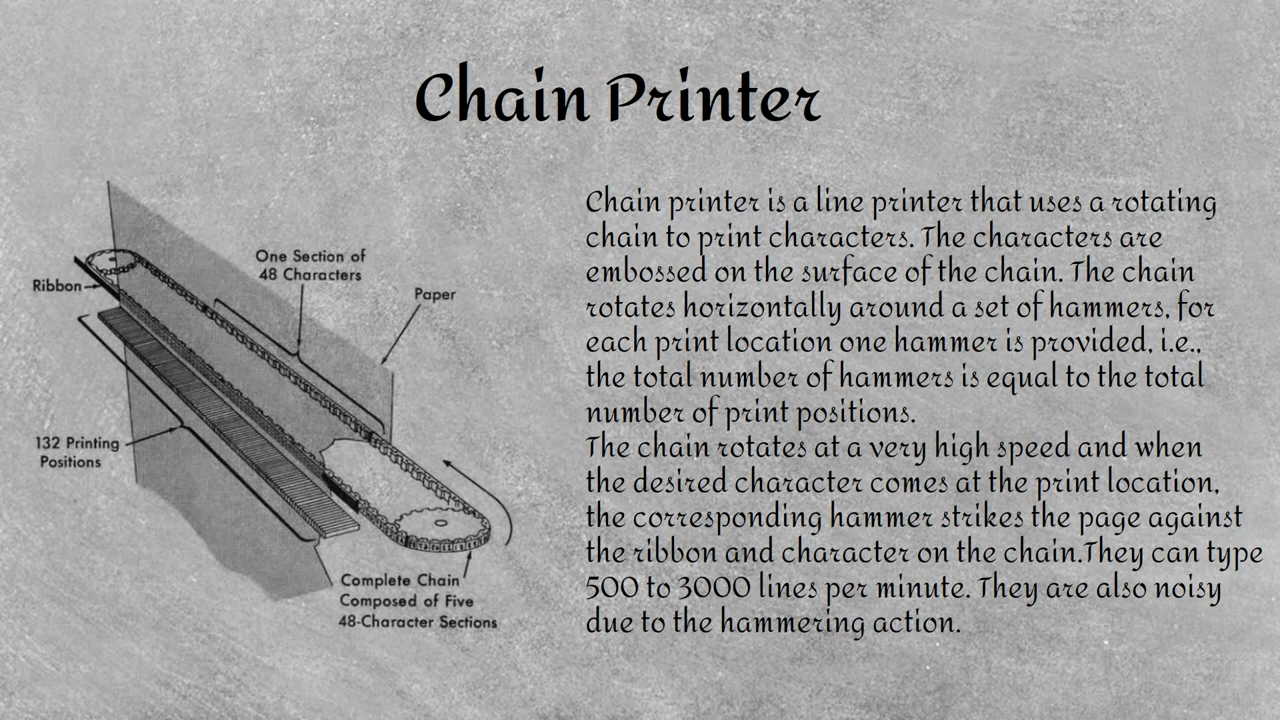 Chain Printer
One Section of
48 Characters
Ribbon
Paper
132 Printing
Positions
Complete Chain
Composed of Five
48-Character Sections
Chain printer is a line printer that uses a rotating
chain to print characters. The characters are
embossed on the surface of the chain. The chain
rotates horizontally around a set of hammers, for
each print location one hammer is provided, i.e.,
the total number of hammers is equal to the total
number of print positions.
The chain rotates at a very high speed and when
the desired character comes at the print location,
the corresponding hammer strikes the page against
the ribbon and character on the chain.They can type
500 to 3000 lines per minute. They are also noisy
due to the hammering action.